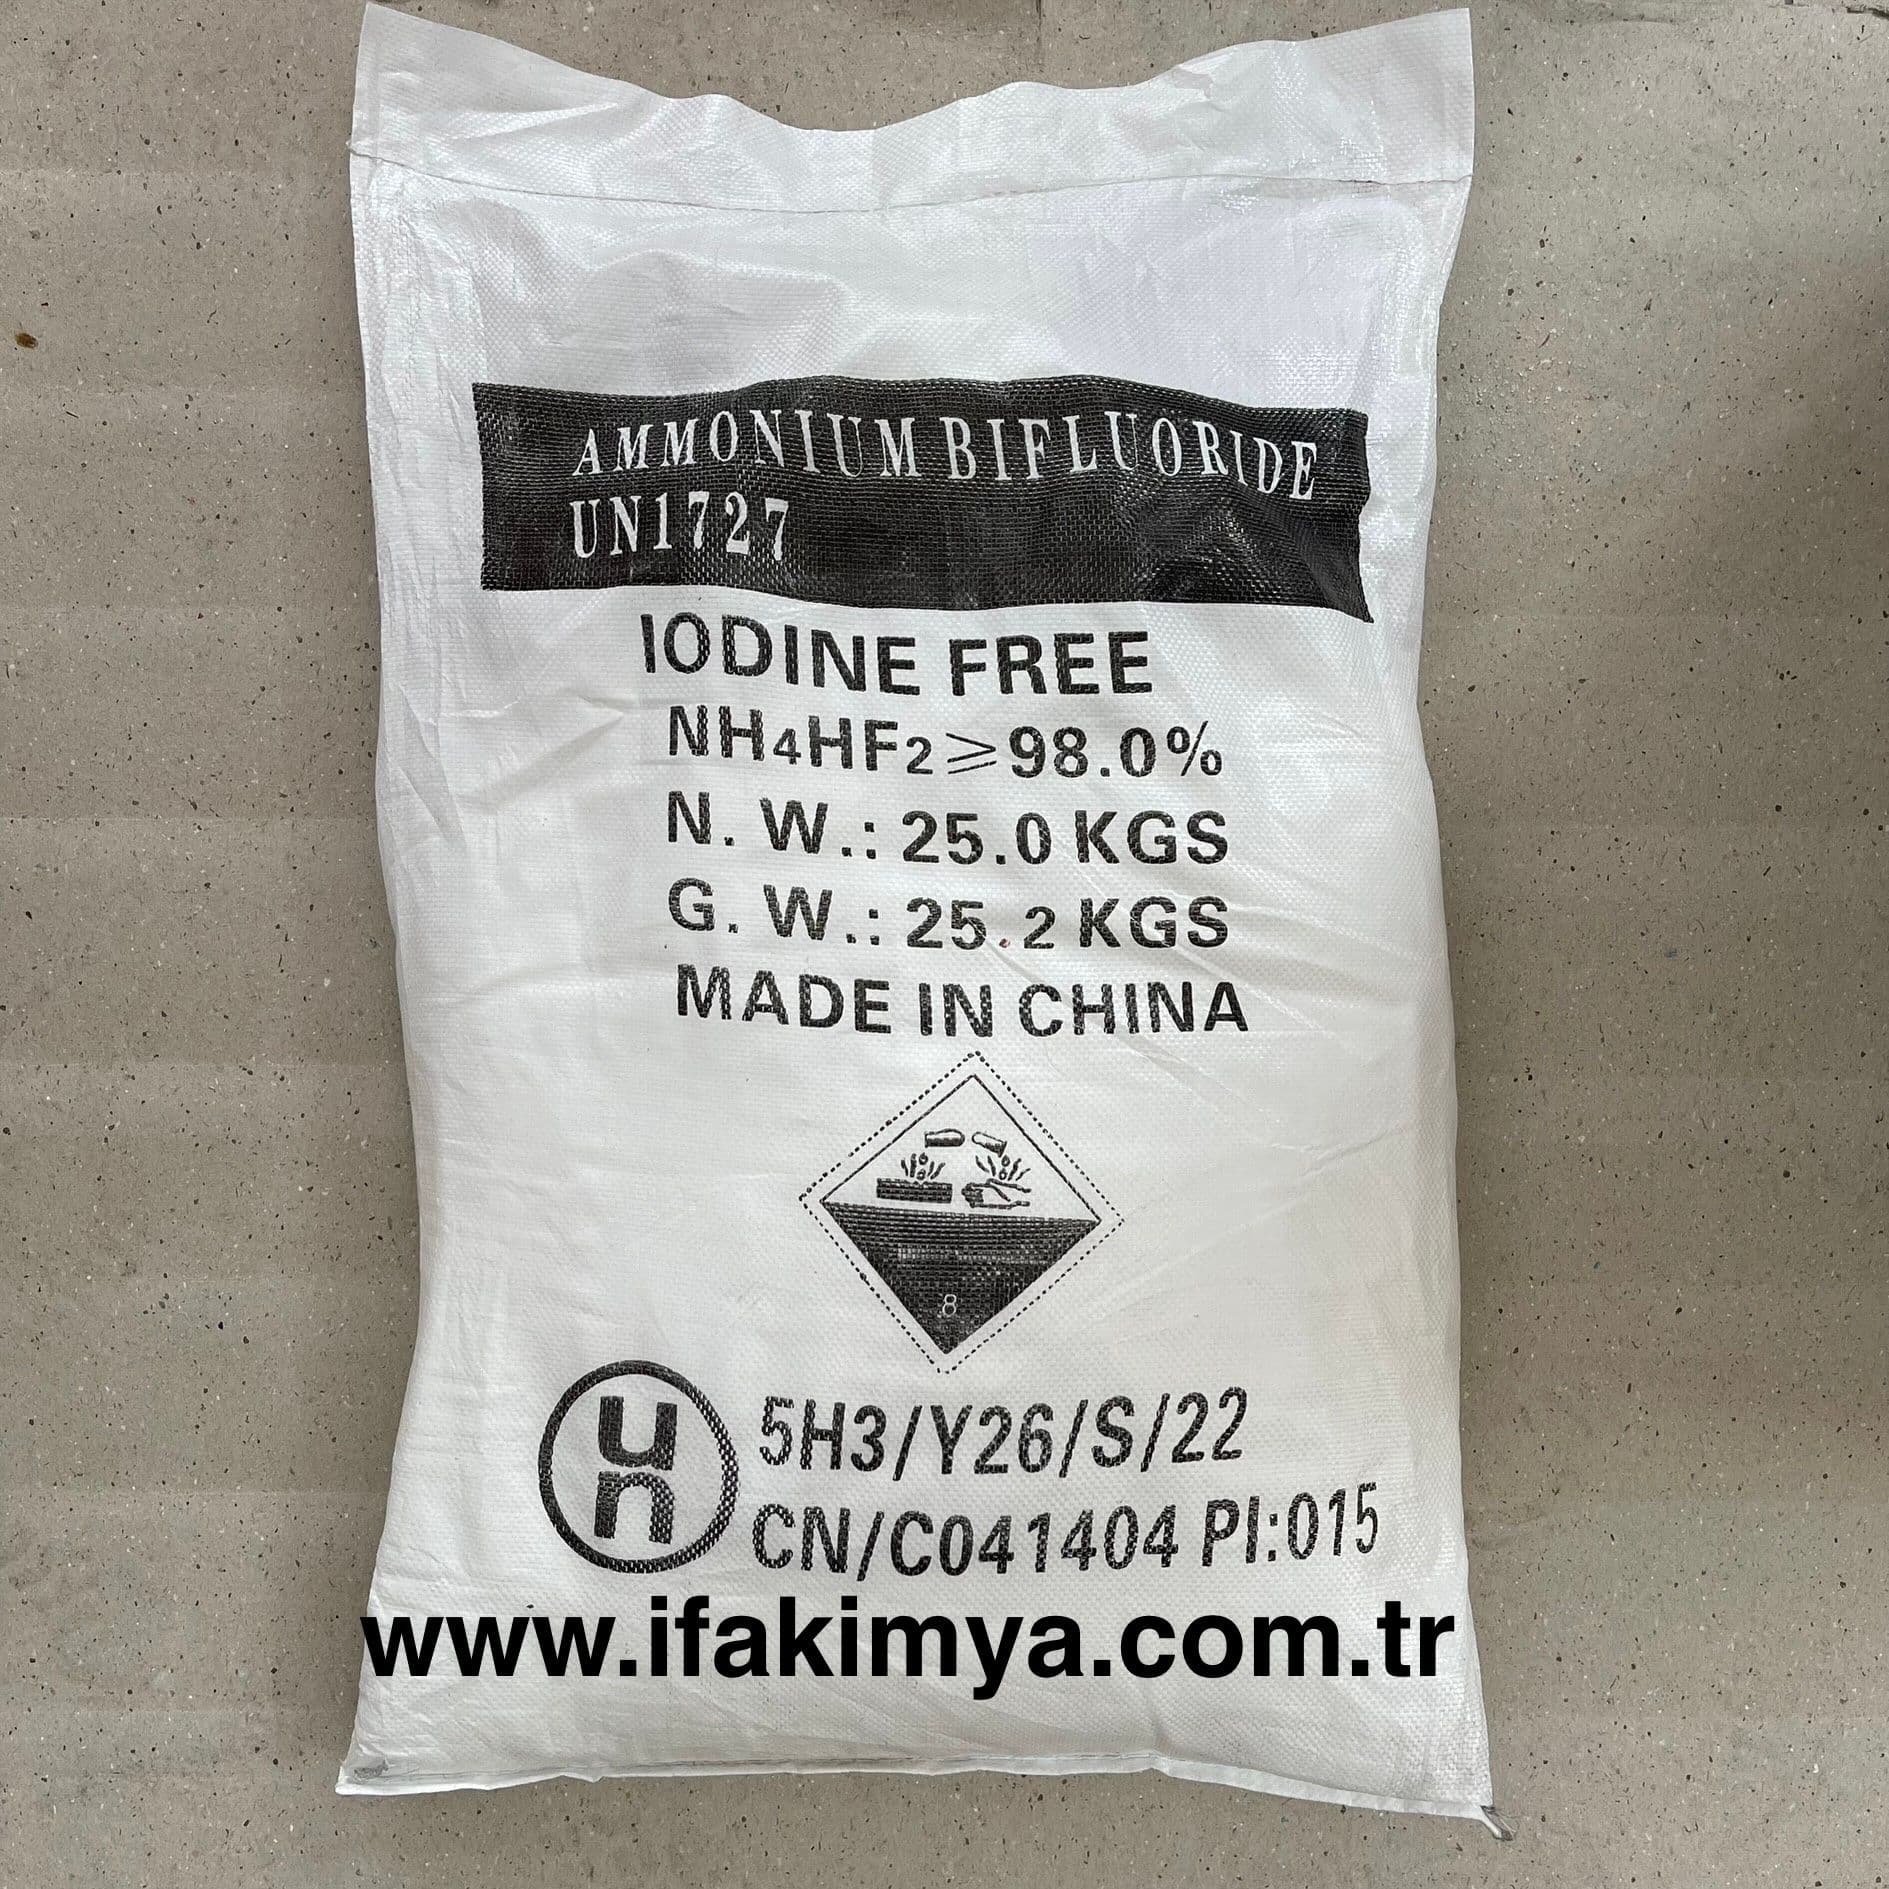 AMMONIUM BIFLUORIDE
UN1727
IODINE FREE
NH4HF2≥98.0%
N. W.: 25.0 KGS
G. W.: 25.2 KGS
MADE IN CHINA
8
un
5H3/Y26/S/22
CN/C041404 PI:015
www.ifakimya.com.tr